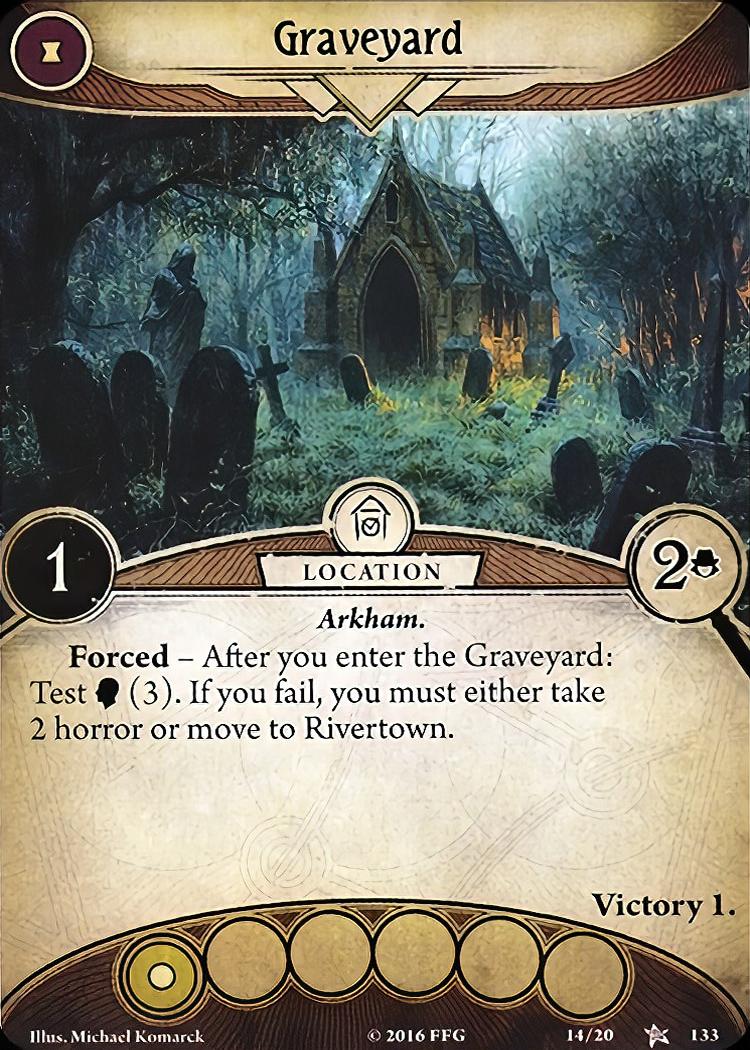 Graveyard
1
2
LOCATION
Arkham.
Forced – After you enter the Graveyard:
Test (3). If you fail, you must either take
2 horror or move to Rivertown.
Victory 1.
Illus. Michael Komarck © 2016 FFG 14/20 133